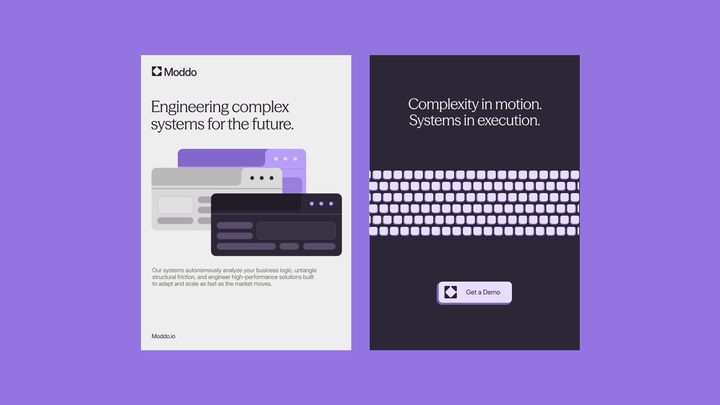 Moddo
Engineering complex
systems for the future.
Our systems autonomously analyze your business logic, untangle
structural friction, and engineer high-performance solutions built
to adapt and scale as fast as the market moves.
Moddo.io
Complexity in motion.
Systems in execution.
Get a Demo